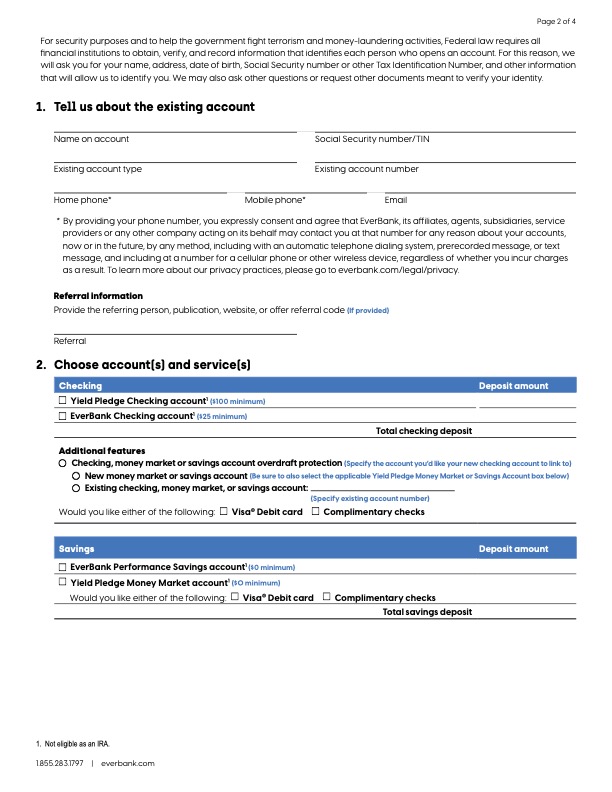 Page 2 of 4
For security purposes and to help the government fight terrorism and money-laundering activities, Federal law requires all
financial institutions to obtain, verify, and record information that identifies each person who opens an account. For this reason, we
will ask you for your name, address, date of birth, Social Security number or other Tax Identification Number, and other information
that will allow us to identify you. We may also ask other questions or request other documents meant to verify your identity.
1. Tell us about the existing account
Name on account Social Security number/TIN
Existing account type Existing account number
Home phone* Mobile phone* Email
* By providing your phone number, you expressly consent and agree that EverBank, its affiliates, agents, subsidiaries, service
providers or any other company acting on its behalf may contact you at that number for any reason about your accounts,
now or in the future, by any method, including with an automatic telephone dialing system, prerecorded message, or text
message, and including at a number for a cellular phone or other wireless device, regardless of whether you incur charges
as a result. To learn more about our privacy practices, please go to everbank.com/legal/privacy.
Referral information
Provide the referring person, publication, website, or offer referral code (If provided)
Referral
2. Choose account(s) and service(s)
Checking Deposit amount
☐ Yield Pledge Checking account¹ ($100 minimum)
☐ EverBank Checking account¹ ($25 minimum)
Total checking deposit
Additional features
○ Checking, money market or savings account overdraft protection (Specify the account you'd like your new checking account to link to)
○ New money market or savings account (Be sure to also select the applicable Yield Pledge Money Market or Savings Account box below)
○ Existing checking, money market, or savings account:
(Specify existing account number)
Would you like either of the following: ☐ Visa® Debit card ☐ Complimentary checks
Savings Deposit amount
☐ EverBank Performance Savings account¹ ($0 minimum)
☐ Yield Pledge Money Market account¹ ($0 minimum)
Would you like either of the following: ☐ Visa® Debit card ☐ Complimentary checks
Total savings deposit
1. Not eligible as an IRA.
1.855.283.1797 | everbank.com